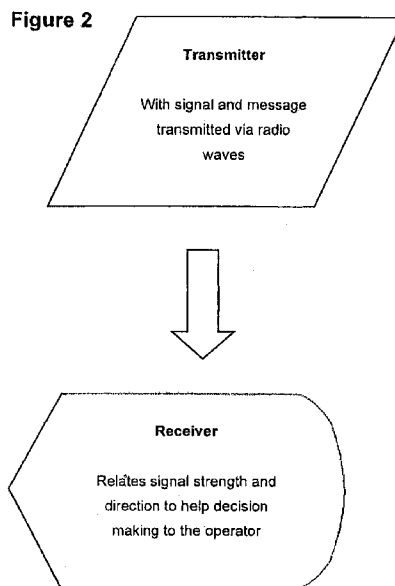 Figure 2
Transmitter
With signal and message
transmitted via radio
waves
Receiver
Relates signal strength and
direction to help decision
making to the operator